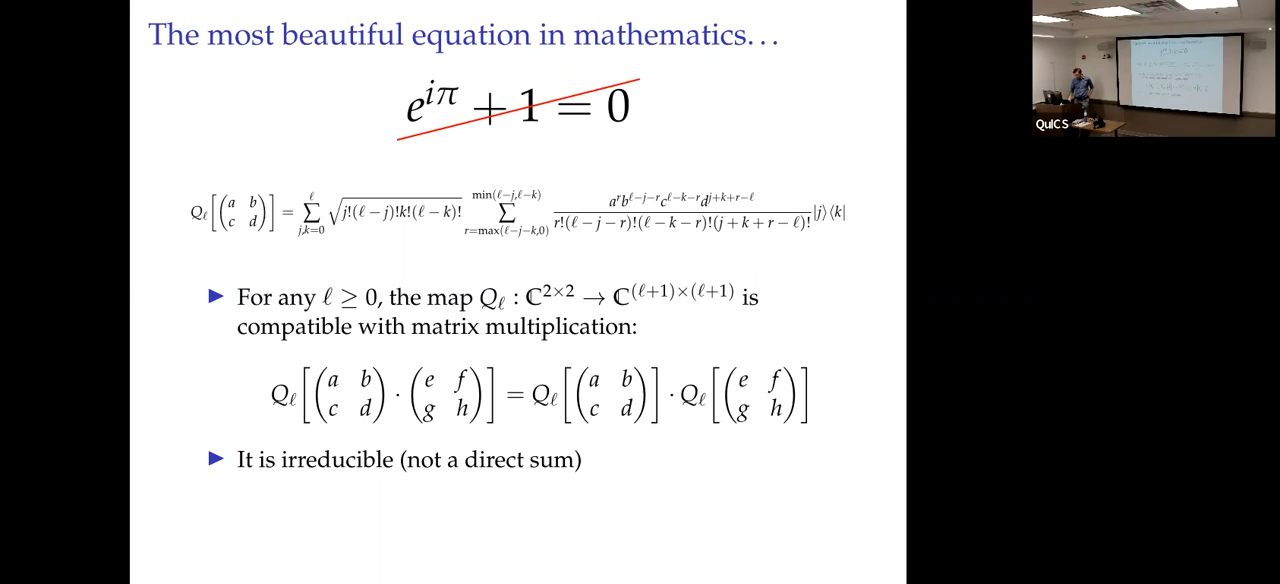 The most beautiful equation in mathematics...
e^{iπ} + 1 = 0
Q_ℓ[(a b; c d)] = ∑_{j,k=0}^{ℓ} √(j!(ℓ−j)!k!(ℓ−k)!) ∑_{r=max(ℓ−j−k,0)}^{min(ℓ−j,ℓ−k)} (a^r b^{ℓ−j−r} c^{ℓ−k−r} d^{j+k+r−ℓ}) / (r!(ℓ−j−r)!(ℓ−k−r)!(j+k+r−ℓ)!) |j⟩⟨k|
▶ For any ℓ ≥ 0, the map Q_ℓ : ℂ^{2×2} → ℂ^{(ℓ+1)×(ℓ+1)} is
compatible with matrix multiplication:
Q_ℓ[(a b; c d) · (e f; g h)] = Q_ℓ[(a b; c d)] · Q_ℓ[(e f; g h)]
▶ It is irreducible (not a direct sum)
QuICS